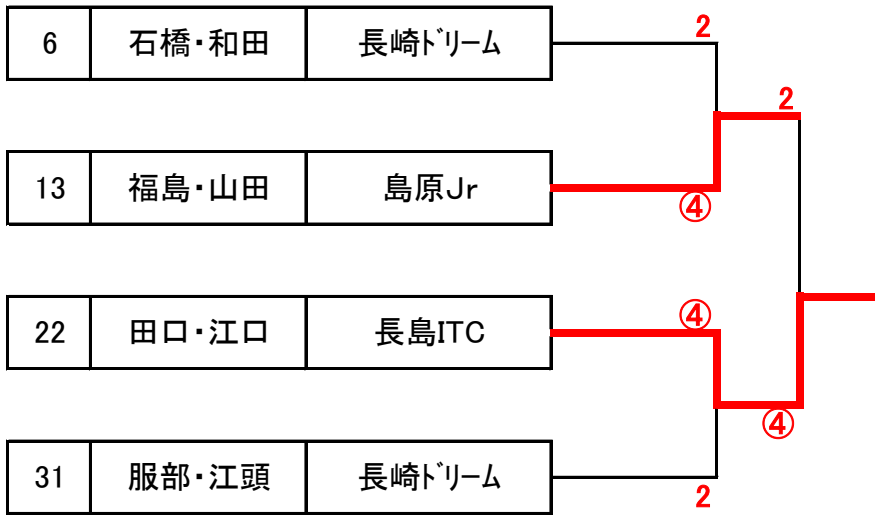 6 石橋・和田 長崎ﾄﾞﾘｰﾑ 2
2
13 福島・山田 島原Jr ④
22 田口・江口 長島ITC ④
④
31 服部・江頭 長崎ﾄﾞﾘｰﾑ 2